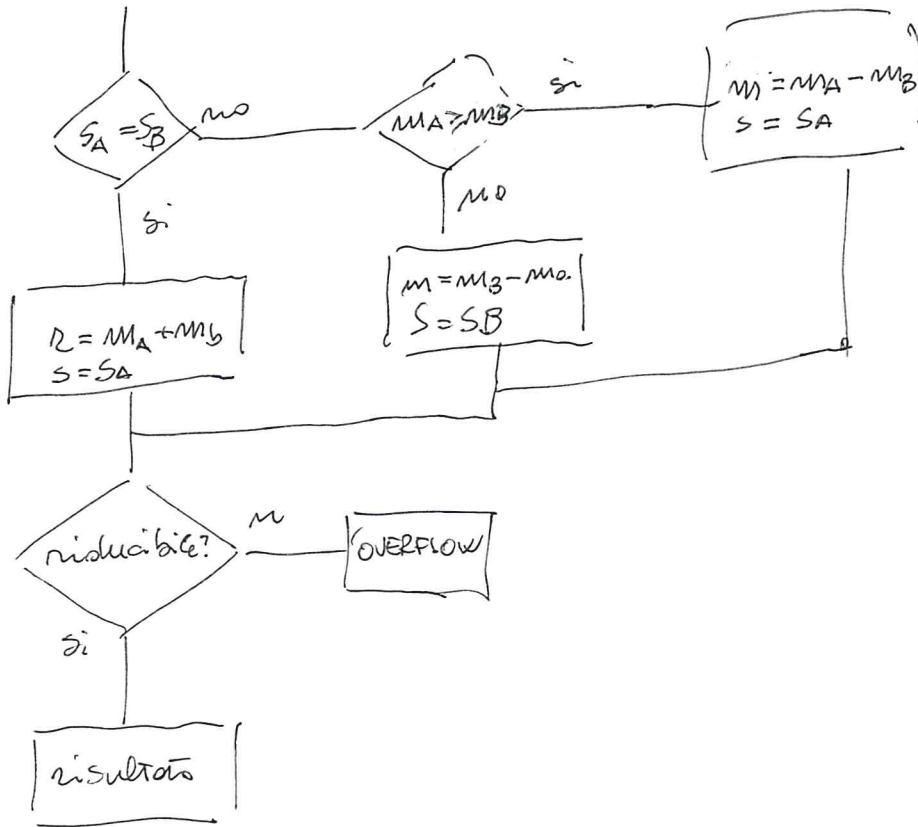 S_A = S_B
no
m_A > m_B
si
m = m_A - m_B
s = S_A
si
no
r = m_A + m_b
s = S_A
m = m_B - m_a.
S = S_B
riducibile?
n
OVERFLOW
si
risultato